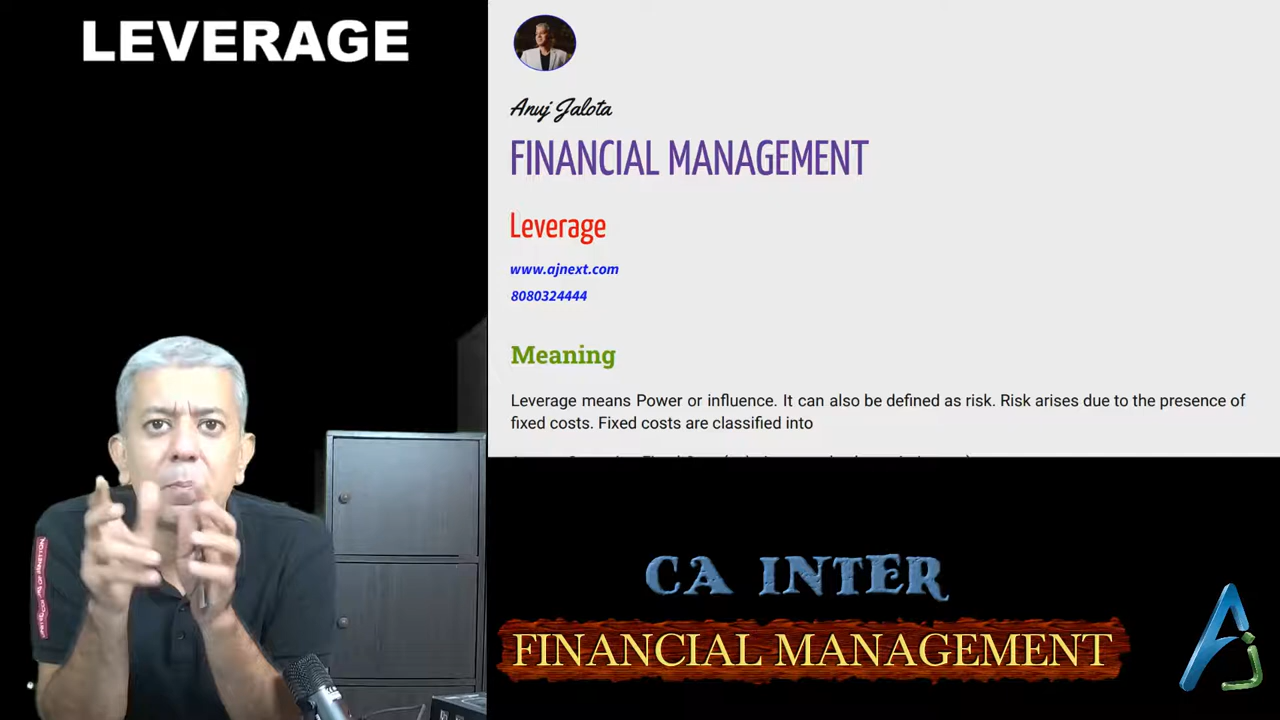 LEVERAGE
Anuj Jalota
FINANCIAL MANAGEMENT
Leverage
www.ajnext.com
8080324444
Meaning
Leverage means Power or influence. It can also be defined as risk. Risk arises due to the presence of
fixed costs. Fixed costs are classified into
CA INTER
FINANCIAL MANAGEMENT
AJ